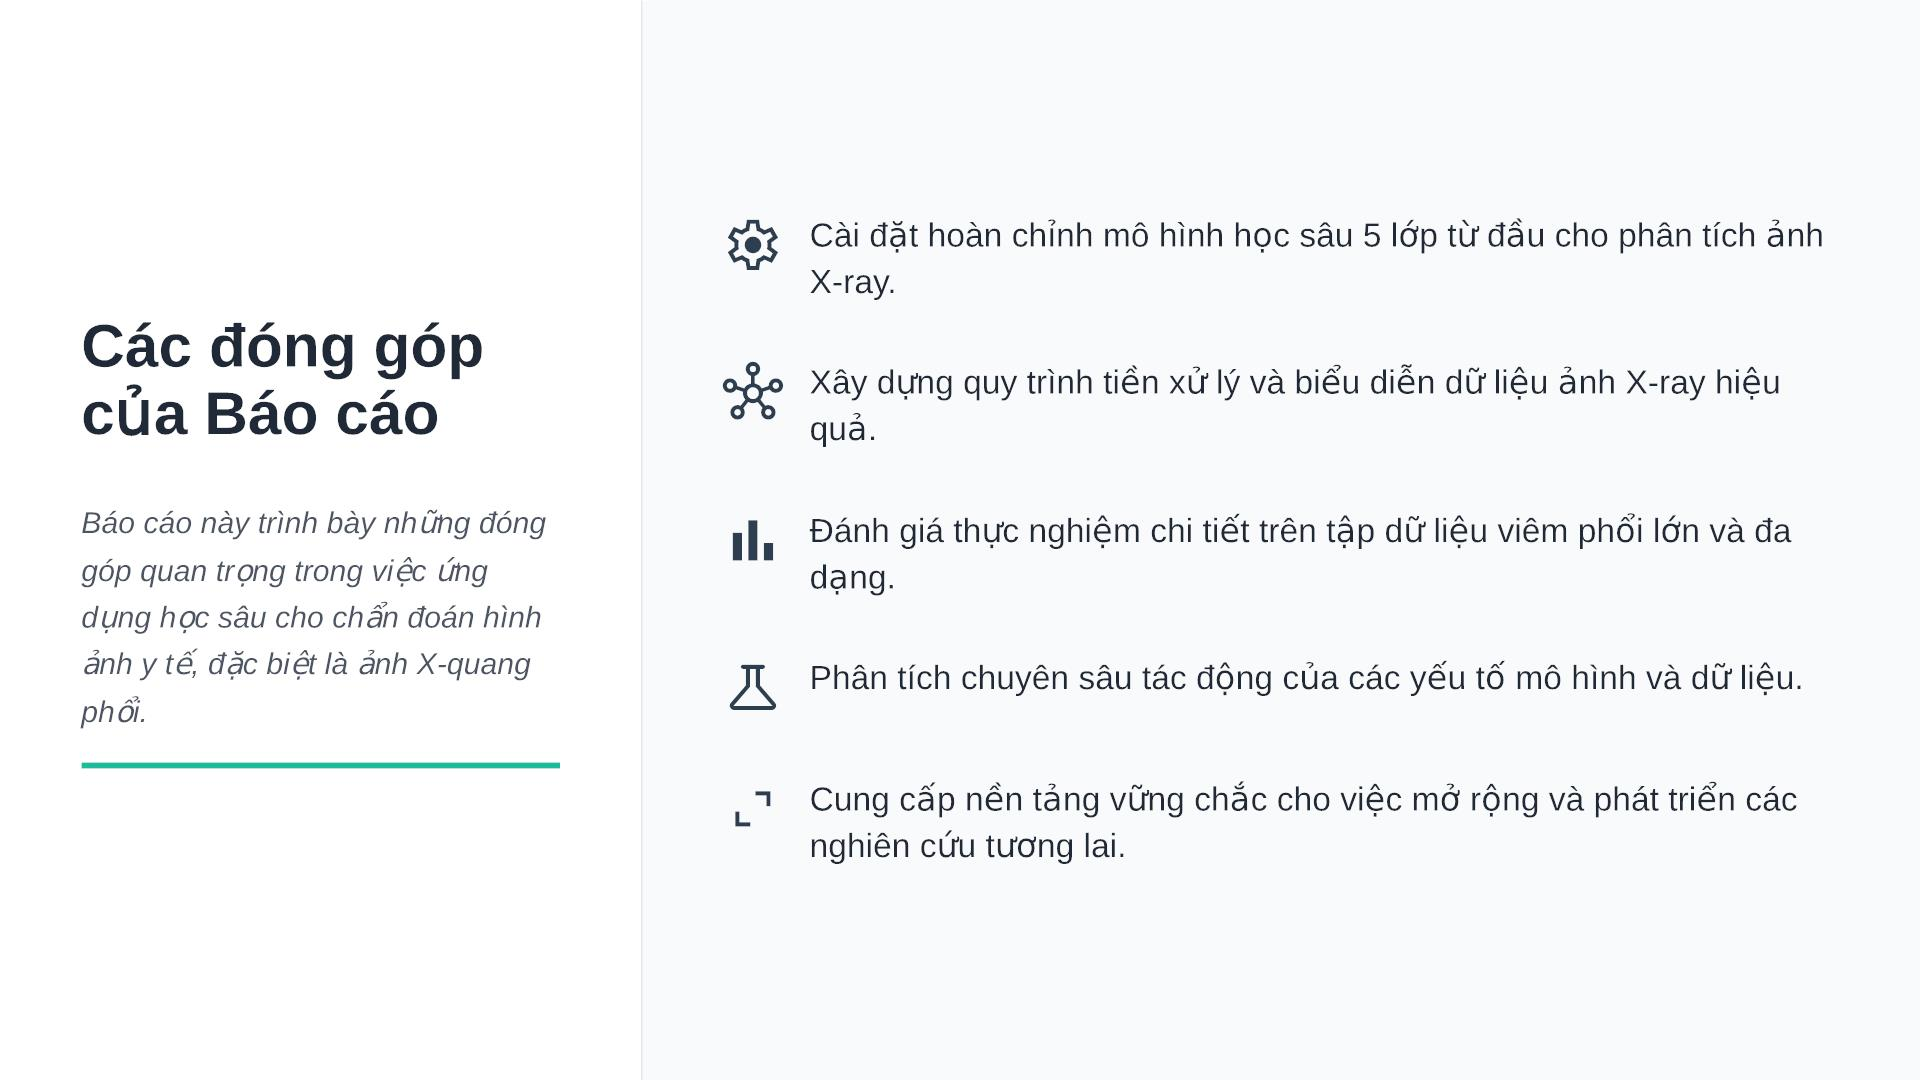 Các đóng góp
của Báo cáo
Báo cáo này trình bày những đóng
góp quan trọng trong việc ứng
dụng học sâu cho chẩn đoán hình
ảnh y tế, đặc biệt là ảnh X-quang
phổi.
Cài đặt hoàn chỉnh mô hình học sâu 5 lớp từ đầu cho phân tích ảnh
X-ray.
Xây dựng quy trình tiền xử lý và biểu diễn dữ liệu ảnh X-ray hiệu
quả.
Đánh giá thực nghiệm chi tiết trên tập dữ liệu viêm phổi lớn và đa
dạng.
Phân tích chuyên sâu tác động của các yếu tố mô hình và dữ liệu.
Cung cấp nền tảng vững chắc cho việc mở rộng và phát triển các
nghiên cứu tương lai.